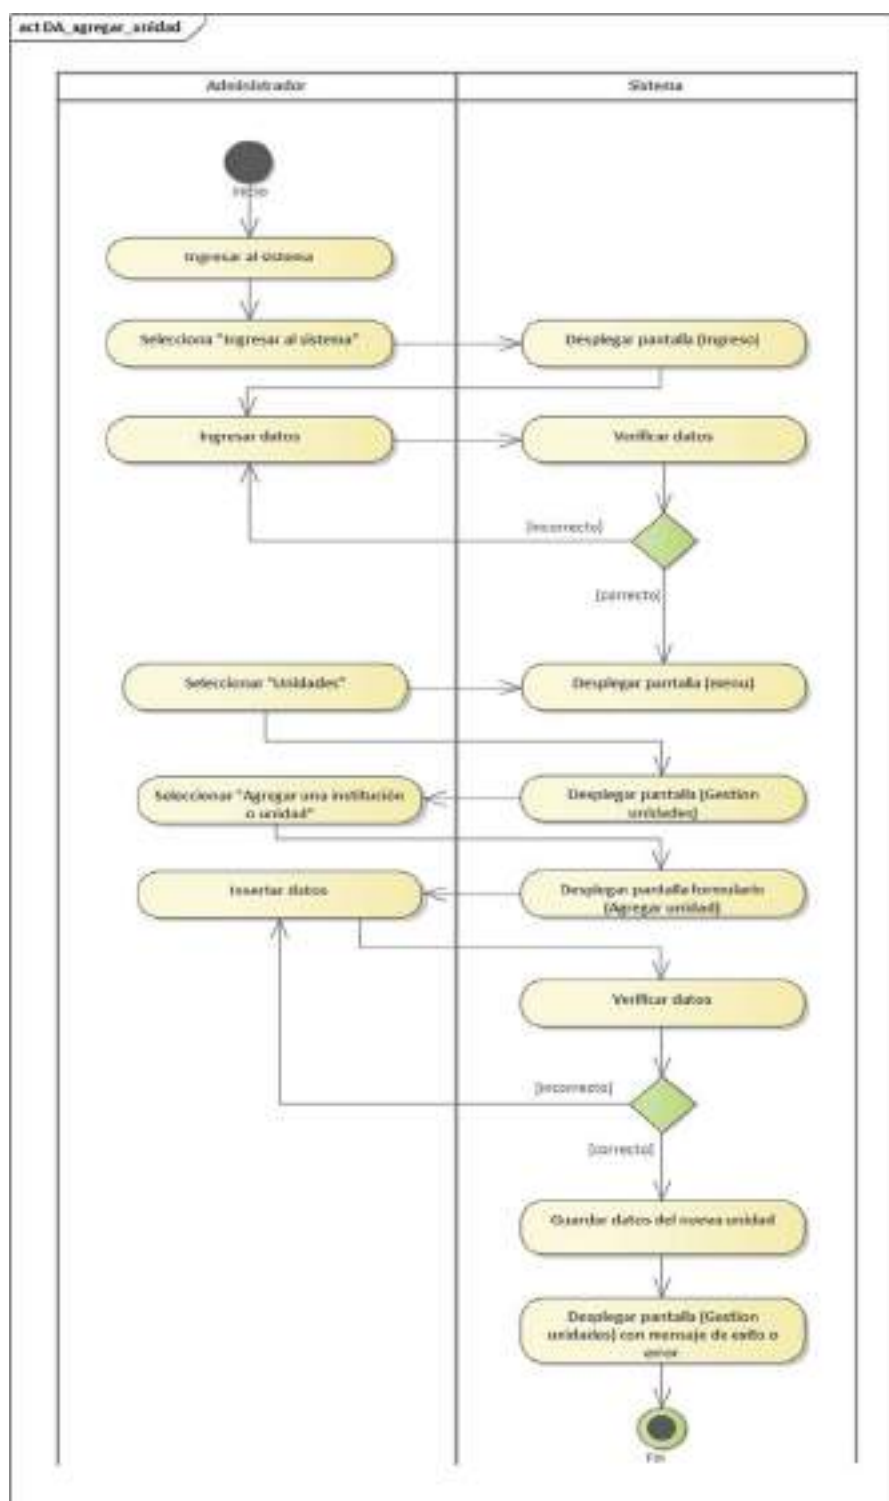 act DA_agregar_unidad
Administrador
Sistema
Inicio
Ingresar al sistema
Selecciona "Ingresar al sistema"
Desplegar pantalla (Ingreso)
Ingresar datos
Verificar datos
[incorrecto]
[correcto]
Seleccionar "Unidades"
Desplegar pantalla (menu)
Seleccionar "Agregar una institución
o unidad"
Desplegar pantalla (Gestion
unidades)
Insertar datos
Desplegar pantalla formulario
(Agregar unidad)
Verificar datos
[incorrecto]
[correcto]
Guardar datos del nueva unidad
Desplegar pantalla (Gestion
unidades) con mensaje de exito o
error
Fin